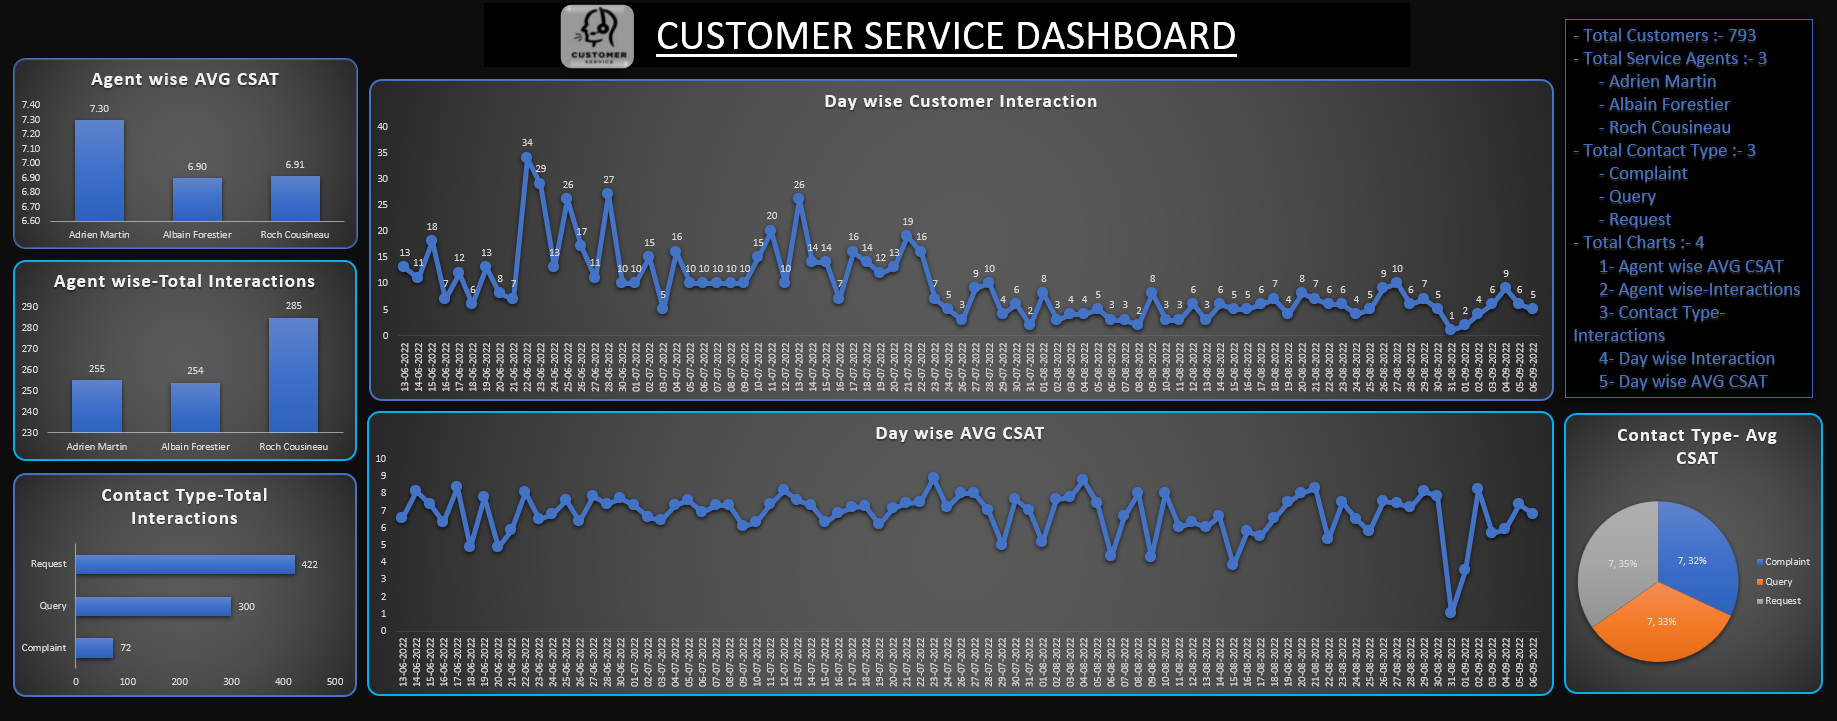 CUSTOMER
SERVICE
CUSTOMER SERVICE DASHBOARD
Agent wise AVG CSAT
7.40
7.30
7.20
7.10
7.00
6.90
6.80
6.70
6.60
7.30
6.90
6.91
Adrien Martin
Albain Forestier
Roch Cousineau
Agent wise-Total Interactions
290
280
270
260
250
240
230
255
254
285
Adrien Martin
Albain Forestier
Roch Cousineau
Contact Type-Total
Interactions
Request 422
Query 300
Complaint 72
0 100 200 300 400 500
Day wise Customer Interaction
40
35
30
25
20
15
10
5
0
13 11 18 7 12 6 13 8 7 34 29 13 26 17 11 27 10 10 15 5 16 10 10 10 10 10 15 20 10 26 14 14 7 16 14 12 13 19 16 7 5 3 9 10 4 6 2 8 3 4 4 5 3 3 2 8 3 3 6 3 6 5 5 6 7 4 8 7 6 6 4 5 9 10 6 7 5 1 2 4 6 9 6 5
13-06-2022 14-06-2022 15-06-2022 16-06-2022 17-06-2022 18-06-2022 19-06-2022 20-06-2022 21-06-2022 22-06-2022 23-06-2022 24-06-2022 25-06-2022 26-06-2022 27-06-2022 28-06-2022 30-06-2022 01-07-2022 02-07-2022 03-07-2022 04-07-2022 05-07-2022 06-07-2022 07-07-2022 08-07-2022 09-07-2022 10-07-2022 11-07-2022 12-07-2022 13-07-2022 14-07-2022 15-07-2022 16-07-2022 17-07-2022 18-07-2022 19-07-2022 20-07-2022 21-07-2022 22-07-2022 23-07-2022 24-07-2022 26-07-2022 27-07-2022 28-07-2022 29-07-2022 30-07-2022 31-07-2022 01-08-2022 02-08-2022 03-08-2022 04-08-2022 05-08-2022 06-08-2022 07-08-2022 08-08-2022 09-08-2022 10-08-2022 11-08-2022 12-08-2022 13-08-2022 14-08-2022 15-08-2022 16-08-2022 17-08-2022 18-08-2022 19-08-2022 20-08-2022 21-08-2022 22-08-2022 23-08-2022 24-08-2022 25-08-2022 26-08-2022 27-08-2022 28-08-2022 29-08-2022 30-08-2022 31-08-2022 01-09-2022 02-09-2022 03-09-2022 04-09-2022 05-09-2022 06-09-2022
Day wise AVG CSAT
10
9
8
7
6
5
4
3
2
1
0
13-06-2022 14-06-2022 15-06-2022 16-06-2022 17-06-2022 18-06-2022 19-06-2022 20-06-2022 21-06-2022 22-06-2022 23-06-2022 24-06-2022 25-06-2022 26-06-2022 27-06-2022 28-06-2022 30-06-2022 01-07-2022 02-07-2022 03-07-2022 04-07-2022 05-07-2022 06-07-2022 07-07-2022 08-07-2022 09-07-2022 10-07-2022 11-07-2022 12-07-2022 13-07-2022 14-07-2022 15-07-2022 16-07-2022 17-07-2022 18-07-2022 19-07-2022 20-07-2022 21-07-2022 22-07-2022 23-07-2022 24-07-2022 26-07-2022 27-07-2022 28-07-2022 29-07-2022 30-07-2022 31-07-2022 01-08-2022 02-08-2022 03-08-2022 04-08-2022 05-08-2022 06-08-2022 07-08-2022 08-08-2022 09-08-2022 10-08-2022 11-08-2022 12-08-2022 13-08-2022 14-08-2022 15-08-2022 16-08-2022 17-08-2022 18-08-2022 19-08-2022 20-08-2022 21-08-2022 22-08-2022 23-08-2022 24-08-2022 25-08-2022 26-08-2022 27-08-2022 28-08-2022 29-08-2022 30-08-2022 31-08-2022 01-09-2022 02-09-2022 03-09-2022 04-09-2022 05-09-2022 06-09-2022
- Total Customers :- 793
- Total Service Agents :- 3
- Adrien Martin
- Albain Forestier
- Roch Cousineau
- Total Contact Type :- 3
- Complaint
- Query
- Request
- Total Charts :- 4
1- Agent wise AVG CSAT
2- Agent wise-Interactions
3- Contact Type-
Interactions
4- Day wise Interaction
5- Day wise AVG CSAT
Contact Type- Avg
CSAT
7, 35%
7, 32%
7, 33%
Complaint
Query
Request